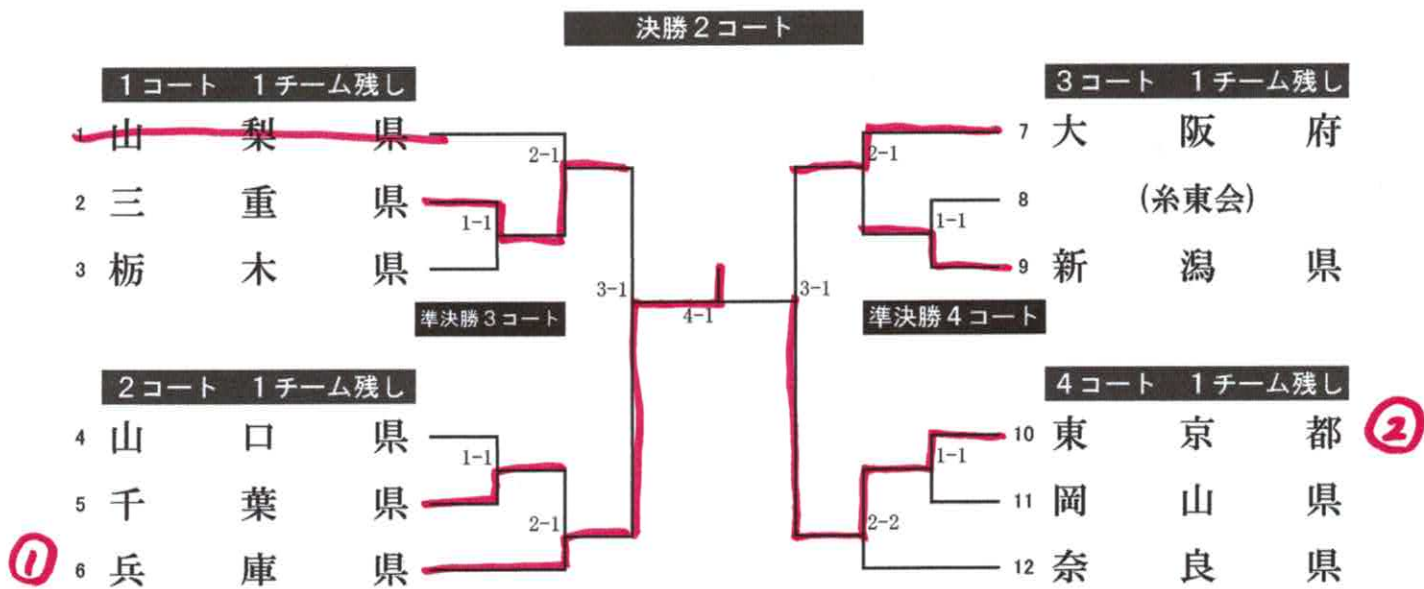 決勝2コート
1コート 1チーム残し
1 山梨県
2-1
2 三重県
1-1
3 栃木県
3-1
準決勝3コート
2コート 1チーム残し
4 山口県
1-1
5 千葉県
2-1
① 6 兵庫県
4-1
3コート 1チーム残し
7 大阪府
2-1
8 (糸東会)
1-1
9 新潟県
3-1
準決勝4コート
4コート 1チーム残し
10 東京都 ②
1-1
11 岡山県
2-2
12 奈良県